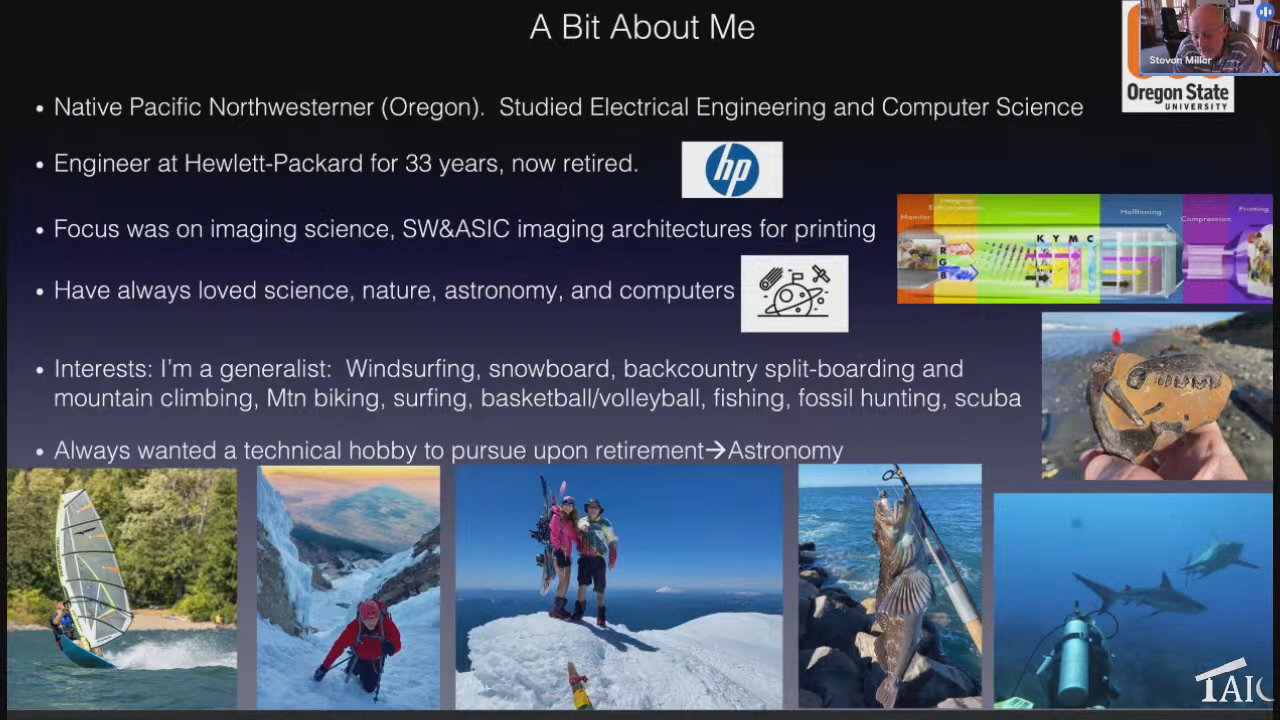 A Bit About Me
Steven Miller
Oregon State
UNIVERSITY
• Native Pacific Northwesterner (Oregon).  Studied Electrical Engineering and Computer Science
• Engineer at Hewlett-Packard for 33 years, now retired.
hp
• Focus was on imaging science, SW&ASIC imaging architectures for printing
Monitor
Halftoning
Compression
Printing
K Y M C
R
G
B
• Have always loved science, nature, astronomy, and computers
• Interests: I'm a generalist:  Windsurfing, snowboard, backcountry split-boarding and
mountain climbing, Mtn biking, surfing, basketball/volleyball, fishing, fossil hunting, scuba
• Always wanted a technical hobby to pursue upon retirement→Astronomy
TAIC